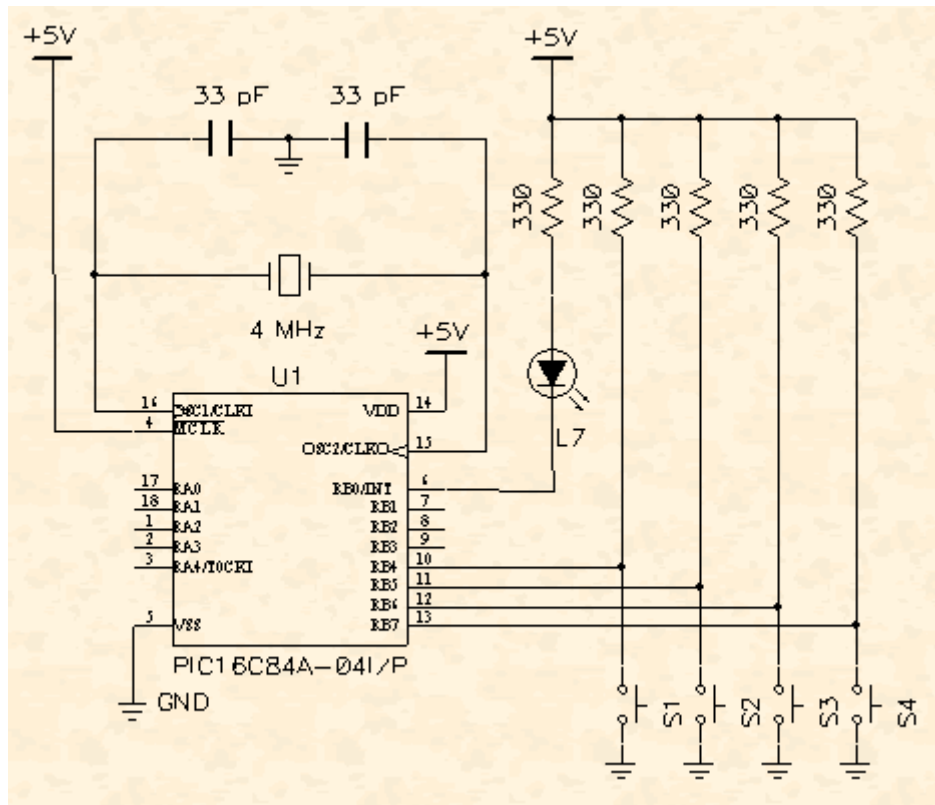 +5V
+5V
33 pF
33 pF
330
330
330
330
330
4 MHz
+5V
U1
L7
16
OSC1/CLKI
4
MCLK
VDD
14
OSC2/CLKO
15
17
RA0
18
RA1
1
RA2
2
RA3
3
RA4/T0CKI
RB0/INT
6
RB1
7
RB2
8
RB3
9
RB4
10
RB5
11
RB6
12
RB7
13
5
VSS
PIC16C84A-04I/P
GND
S1
S2
S3
S4